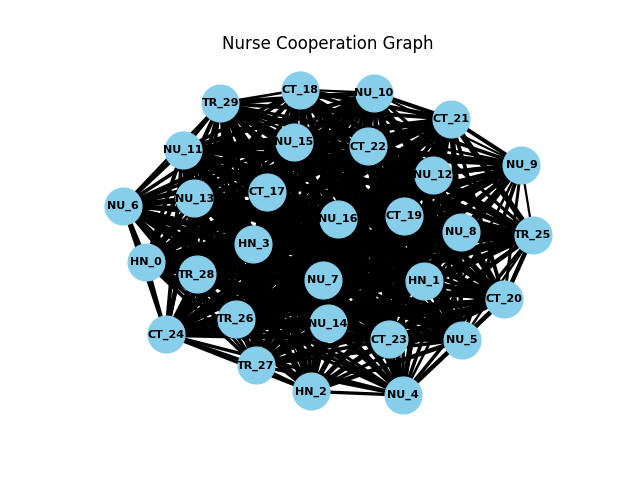 Nurse Cooperation Graph
CT_18
NU_10
TR_29
CT_21
NU_15
CT_22
NU_11
NU_9
NU_12
CT_17
NU_13
NU_6
CT_19
NU_16
NU_8
TR_25
HN_3
HN_0
TR_28
NU_7
HN_1
CT_20
TR_26
NU_14
CT_24
CT_23
NU_5
TR_27
HN_2
NU_4